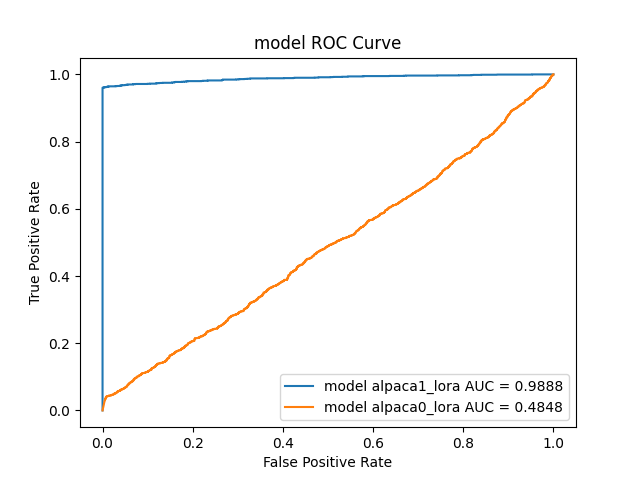 model ROC Curve
True Positive Rate
1.0
0.8
0.6
0.4
0.2
0.0
model alpaca1_lora AUC = 0.9888
model alpaca0_lora AUC = 0.4848
0.0 0.2 0.4 0.6 0.8 1.0
False Positive Rate